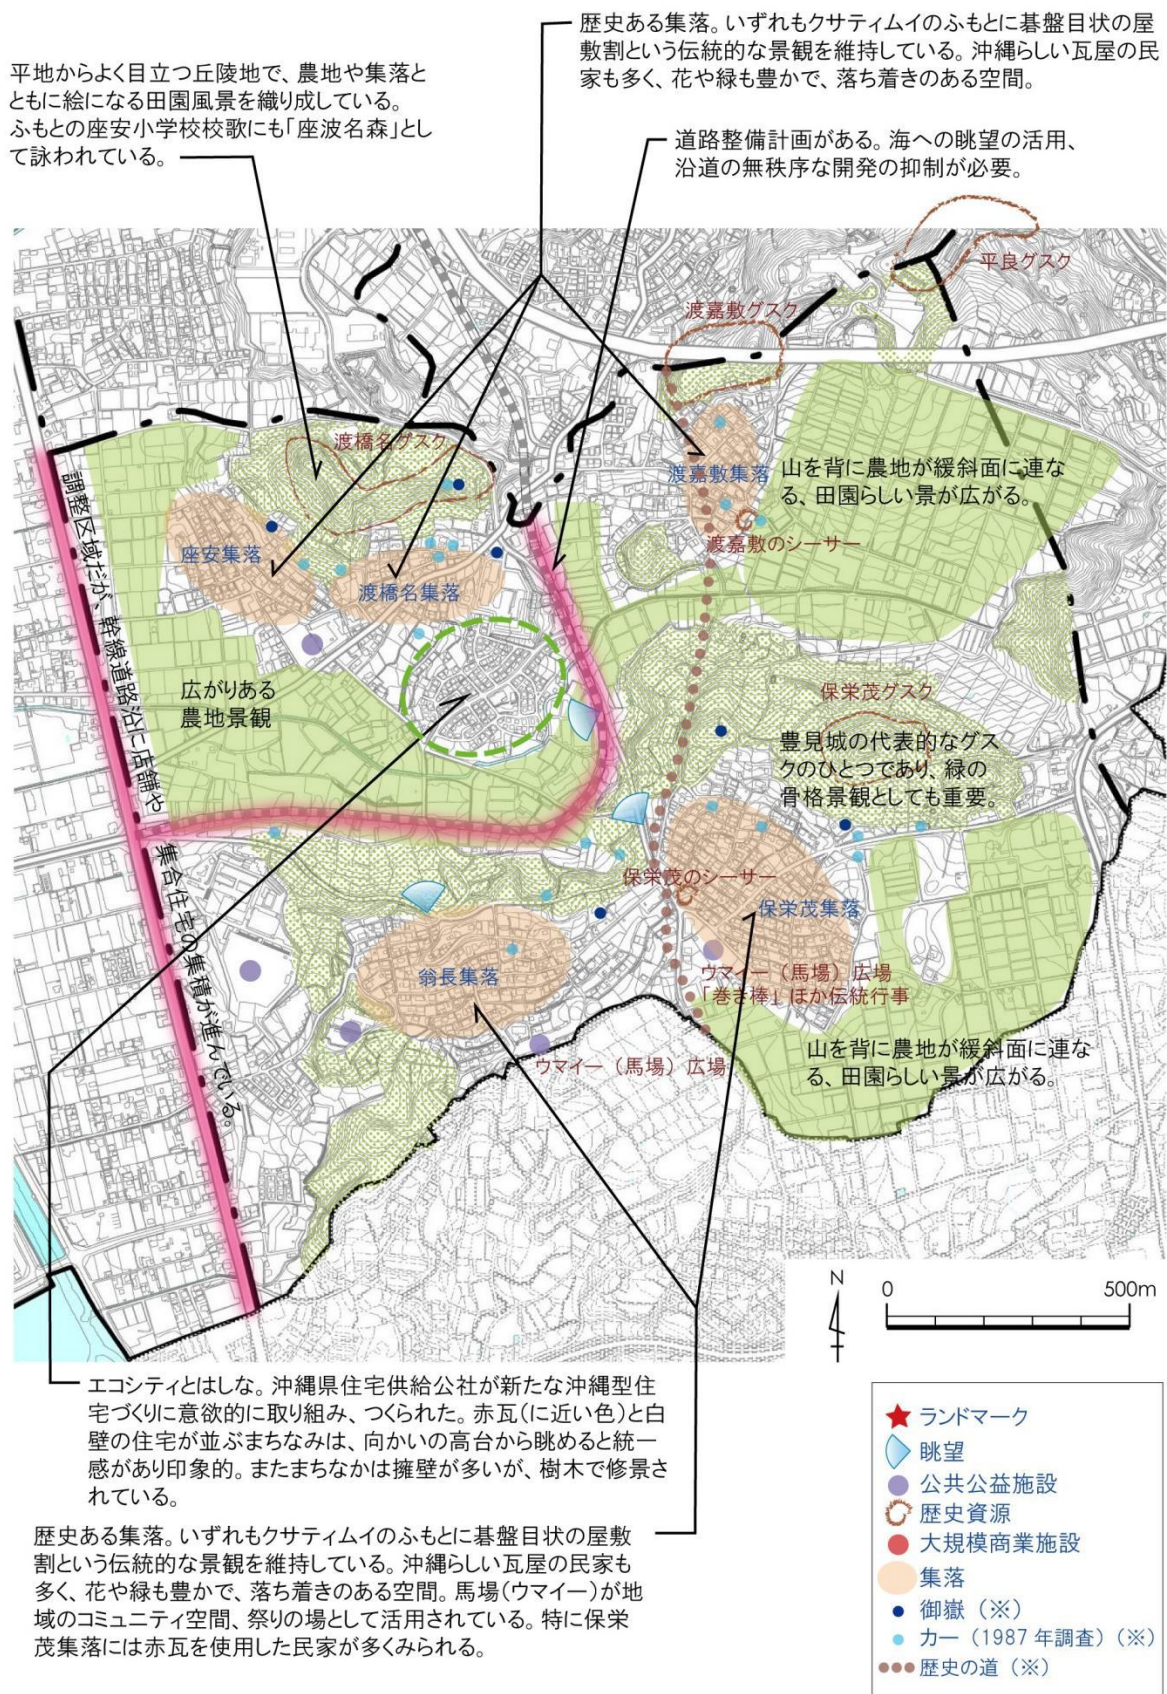 歴史ある集落。いずれもクサティムイのふもとに碁盤目状の屋
敷割という伝統的な景観を維持している。沖縄らしい瓦屋の民
家も多く、花や緑も豊かで、落ち着きのある空間。
平地からよく目立つ丘陵地で、農地や集落と
ともに絵になる田園風景を織り成している。
ふもとの座安小学校校歌にも「座波名森」とし
て詠われている。
道路整備計画がある。海への眺望の活用、
沿道の無秩序な開発の抑制が必要。
平良グスク
渡嘉敷グスク
渡橋名グスク
渡嘉敷集落
山を背に農地が緩斜面に連な
る、田園らしい景が広がる。
渡嘉敷のシーサー
座安集落
渡橋名集落
調整区域だが、幹線道路沿に店舗や
集合住宅の集積が進んでいる。
広がりある
農地景観
保栄茂グスク
豊見城の代表的なグス
クのひとつであり、緑の
骨格景観としても重要。
保栄茂のシーサー
保栄茂集落
翁長集落
ウマイー（馬場）広場
「巻き棒」ほか伝統行事
ウマイー（馬場）広場
山を背に農地が緩斜面に連な
る、田園らしい景が広がる。
N
0 500m
エコシティとはしな。沖縄県住宅供給公社が新たな沖縄型住
宅づくりに意欲的に取り組み、つくられた。赤瓦(に近い色)と白
壁の住宅が並ぶまちなみは、向かいの高台から眺めると統一
感があり印象的。またまちなかは擁壁が多いが、樹木で修景さ
れている。
歴史ある集落。いずれもクサティムイのふもとに碁盤目状の屋敷
割という伝統的な景観を維持している。沖縄らしい瓦屋の民家も
多く、花や緑も豊かで、落ち着きのある空間。馬場(ウマイー)が地
域のコミュニティ空間、祭りの場として活用されている。特に保栄
茂集落には赤瓦を使用した民家が多くみられる。
ランドマーク
眺望
公共公益施設
歴史資源
大規模商業施設
集落
御嶽（※）
カー（1987年調査）（※）
歴史の道（※）